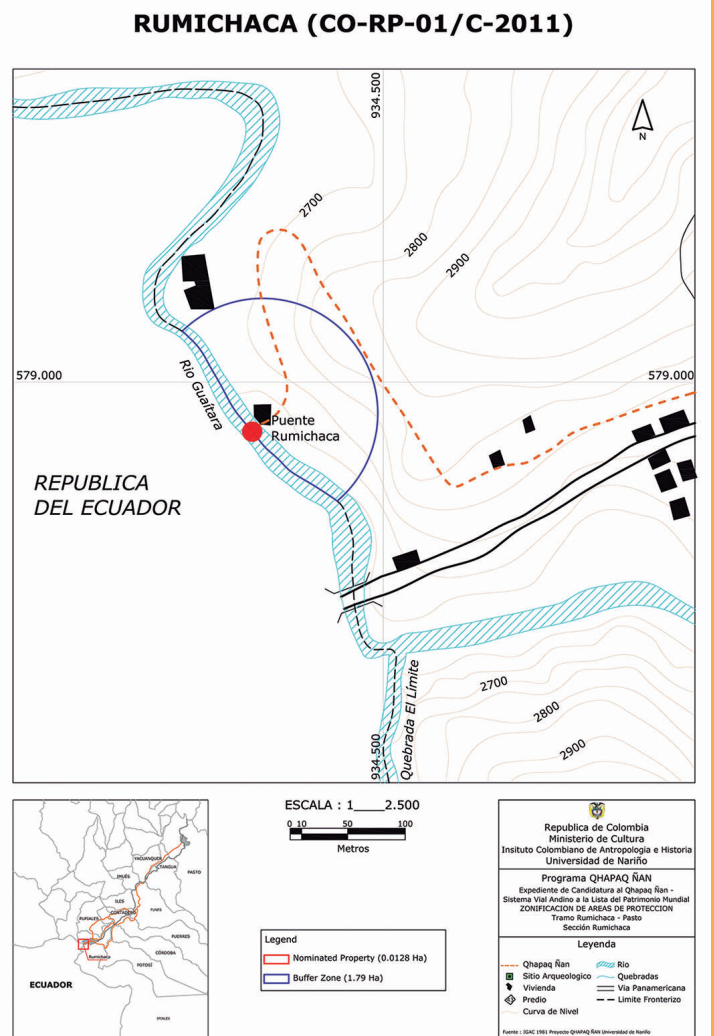 RUMICHACA (CO-RP-01/C-2011)
934.500
N
2700
2800
2900
579.000
579.000
Rio Guaítara
Puente
Rumichaca
REPUBLICA
DEL ECUADOR
Quebrada El Límite
2700
2800
2900
934.500
ESCALA : 1____2.500
0 10 50 100
Metros
YACUANQUER
TANGUA
PASTO
IMUÉS
ILES
CONTADERO
FUNES
PUPIALES
PUERRES
CÓRDOBA
Rumichaca
POTOSÍ
ECUADOR
IPIALES
Legend
Nominated Property (0.0128 Ha)
Buffer Zone (1.79 Ha)
Republica de Colombia
Ministerio de Cultura
Insituto Colombiano de Antropologia e Historia
Universidad de Nariño
Programa QHAPAQ ÑAN
Expediente de Candidatura al Qhapaq Ñan -
Sistema Vial Andino a la Lista del Patrimonio Mundial
ZONIFICACION DE AREAS DE PROTECCION
Tramo Rumichaca - Pasto
Sección Rumichaca
Leyenda
Qhapaq Ñan
Sitio Arqueologico
Vivienda
Predio
Curva de Nivel
Rio
Quebradas
Via Panamericana
Limite Fronterizo
Fuente : IGAC 1981 Proyecto QHAPAQ ÑAN Universidad de Nariño